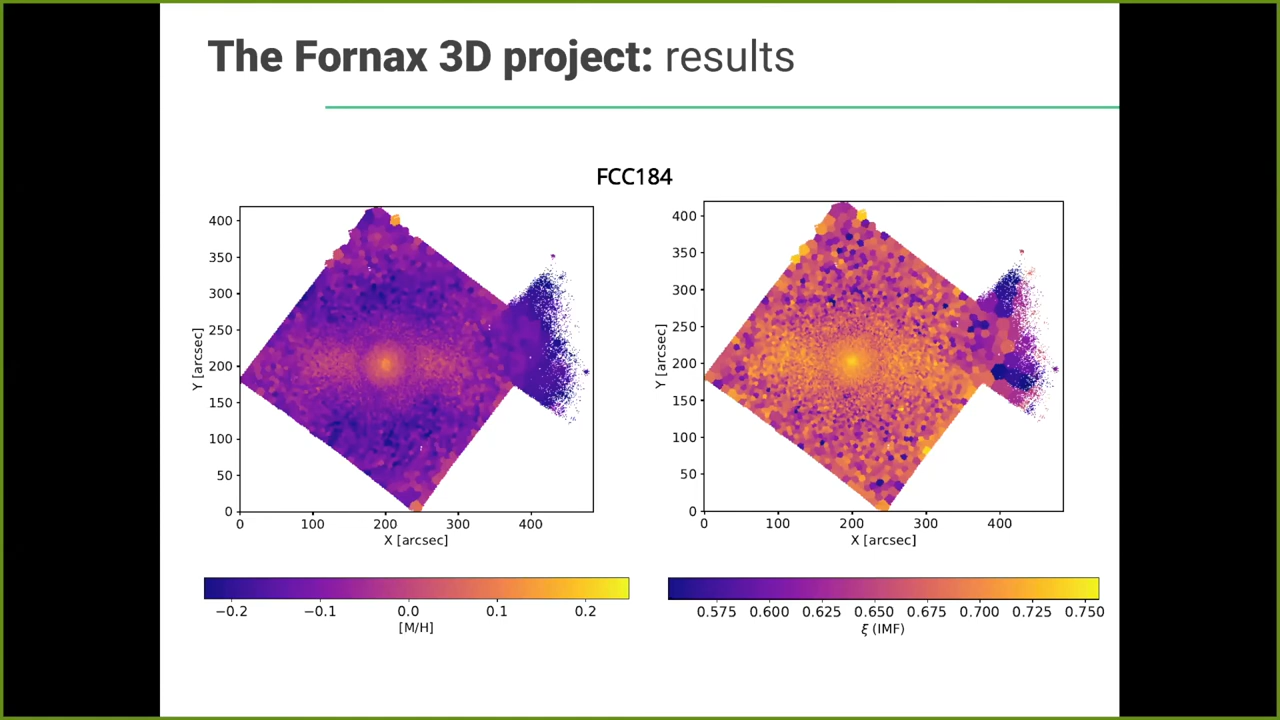 The Fornax 3D project: results
FCC184
400
350
300
250
200
150
100
50
0
Y [arcsec]
0 100 200 300 400
X [arcsec]
400
350
300
250
200
150
100
50
0
Y [arcsec]
0 100 200 300 400
X [arcsec]
−0.2 −0.1 0.0 0.1 0.2
[M/H]
0.575 0.600 0.625 0.650 0.675 0.700 0.725 0.750
ξ (IMF)